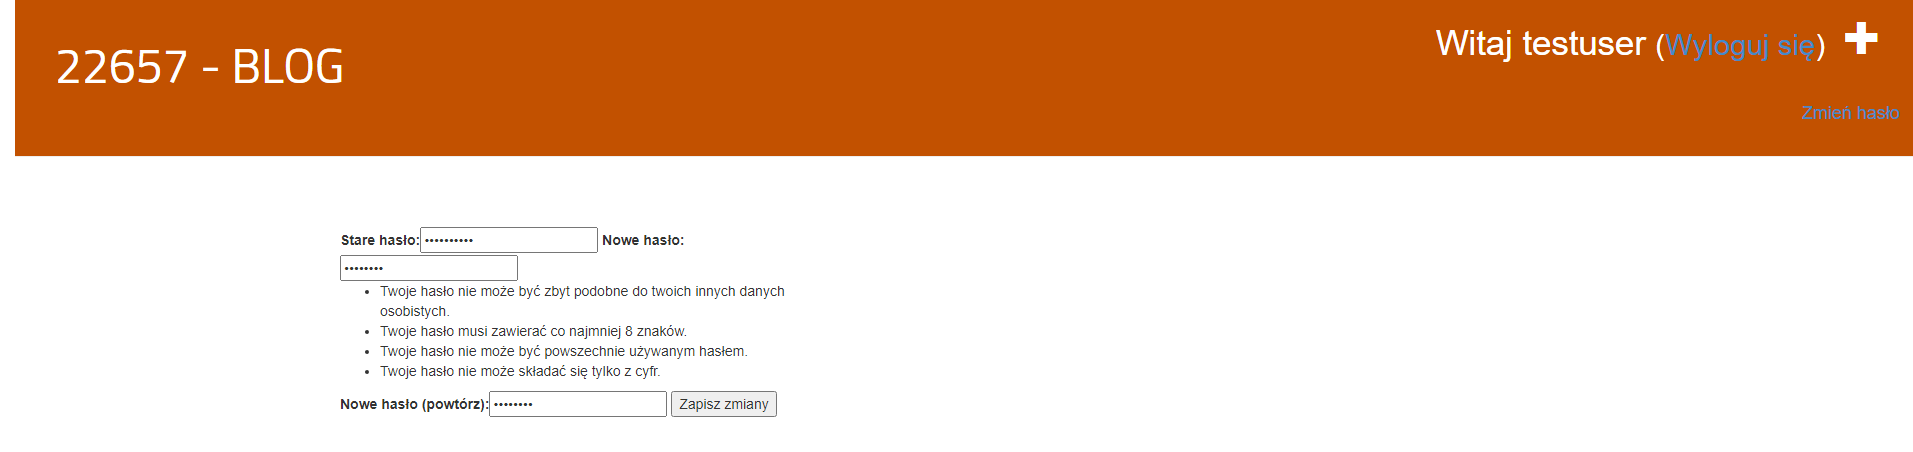 22657 - BLOG
Witaj testuser (Wyloguj się)
Zmień hasło
Stare hasło: •••••••••• Nowe hasło:
••••••••
• Twoje hasło nie może być zbyt podobne do twoich innych danych
osobistych.
• Twoje hasło musi zawierać co najmniej 8 znaków.
• Twoje hasło nie może być powszechnie używanym hasłem.
• Twoje hasło nie może składać się tylko z cyfr.
Nowe hasło (powtórz): •••••••• Zapisz zmiany